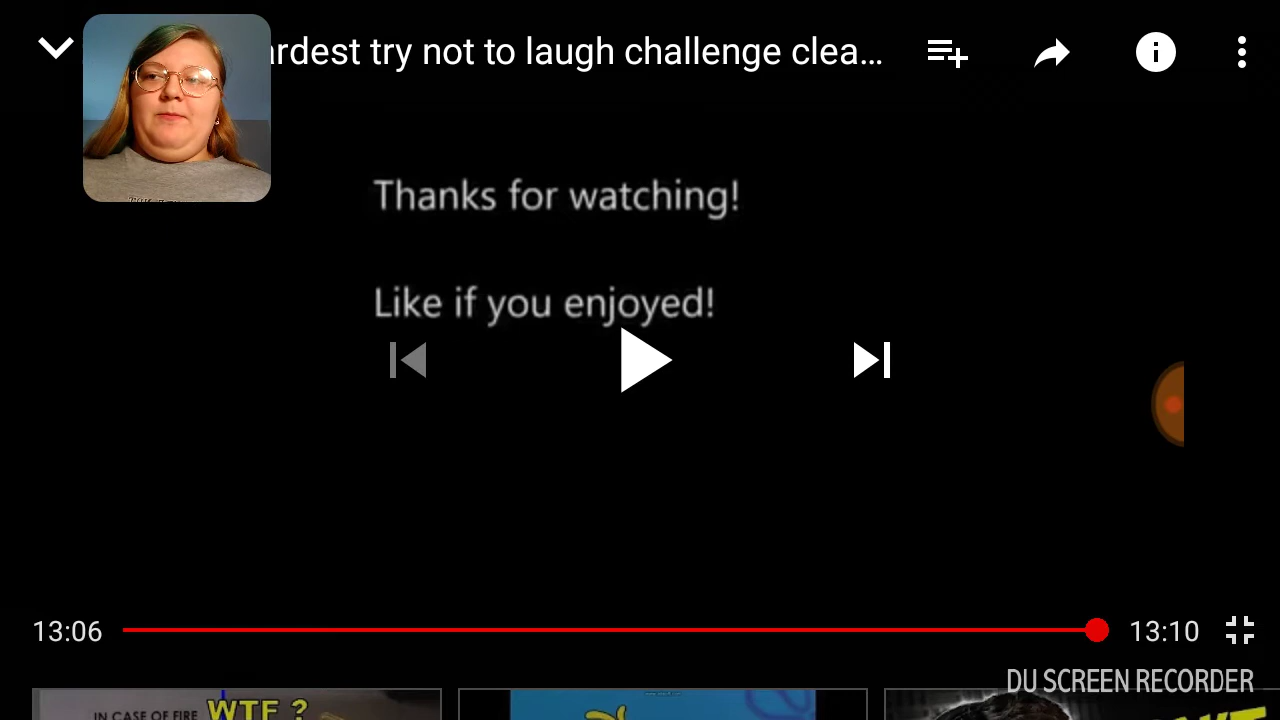 ardest try not to laugh challenge clea...
Thanks for watching!
Like if you enjoyed!
13:06
13:10
DU SCREEN RECORDER
IN CASE OF FIRE
WTF ?